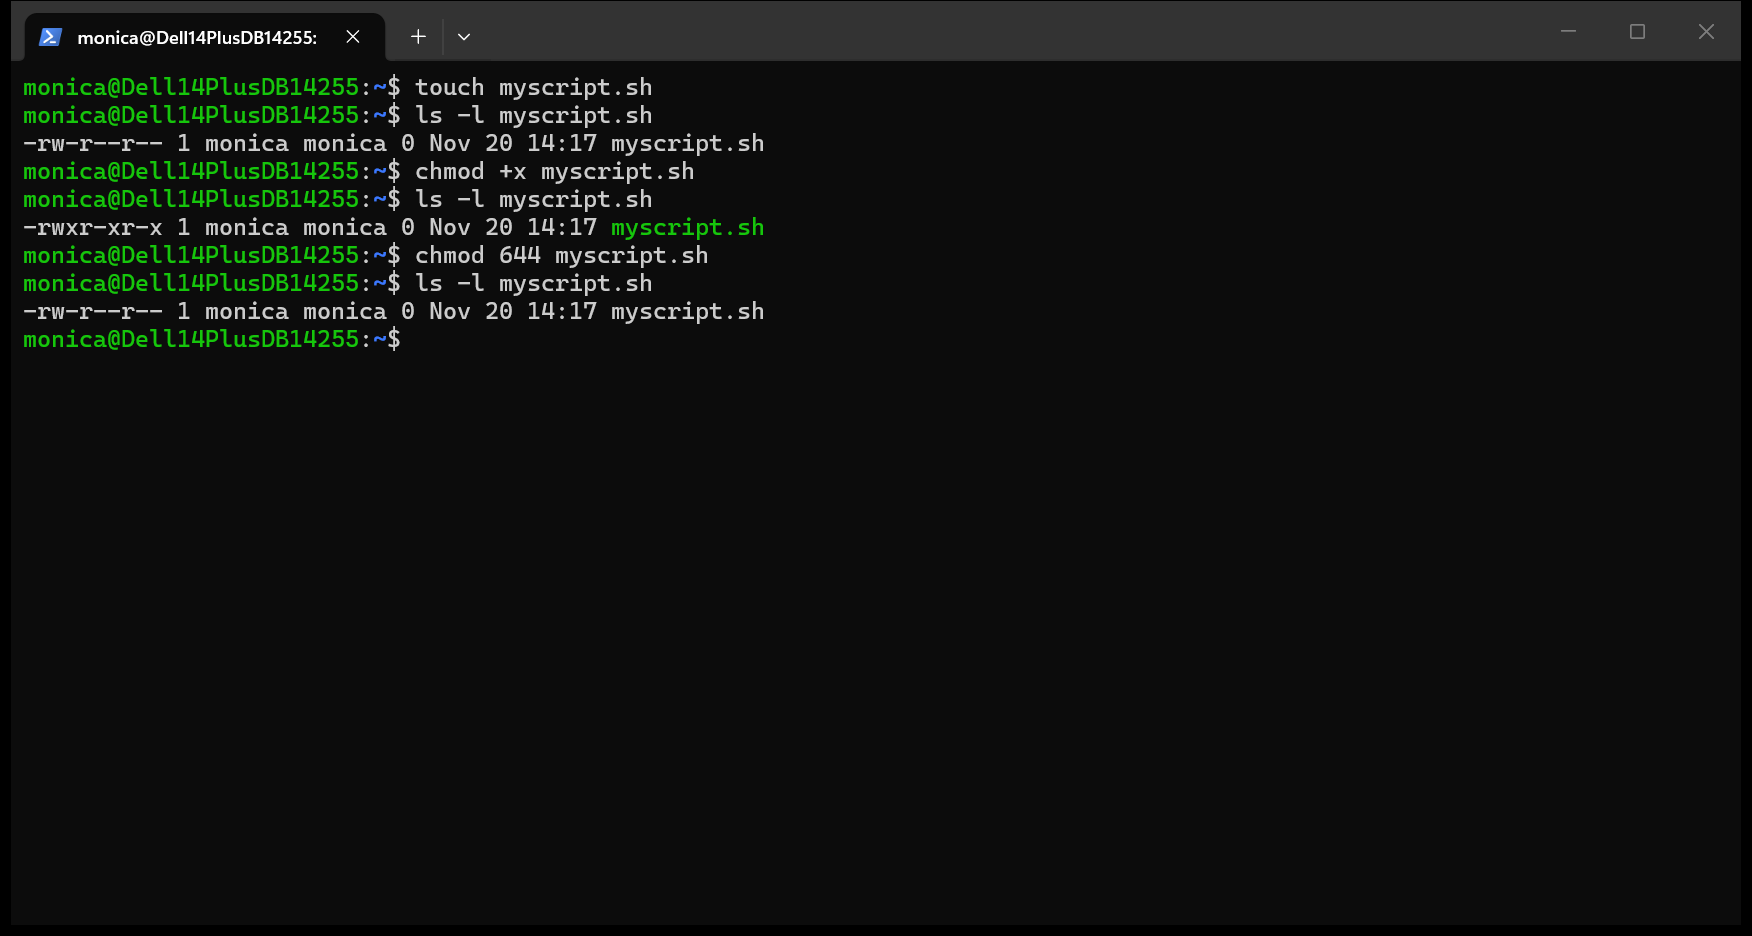 monica@Dell14PlusDB14255:
monica@Dell14PlusDB14255:~$ touch myscript.sh
monica@Dell14PlusDB14255:~$ ls -l myscript.sh
-rw-r--r-- 1 monica monica 0 Nov 20 14:17 myscript.sh
monica@Dell14PlusDB14255:~$ chmod +x myscript.sh
monica@Dell14PlusDB14255:~$ ls -l myscript.sh
-rwxr-xr-x 1 monica monica 0 Nov 20 14:17 myscript.sh
monica@Dell14PlusDB14255:~$ chmod 644 myscript.sh
monica@Dell14PlusDB14255:~$ ls -l myscript.sh
-rw-r--r-- 1 monica monica 0 Nov 20 14:17 myscript.sh
monica@Dell14PlusDB14255:~$